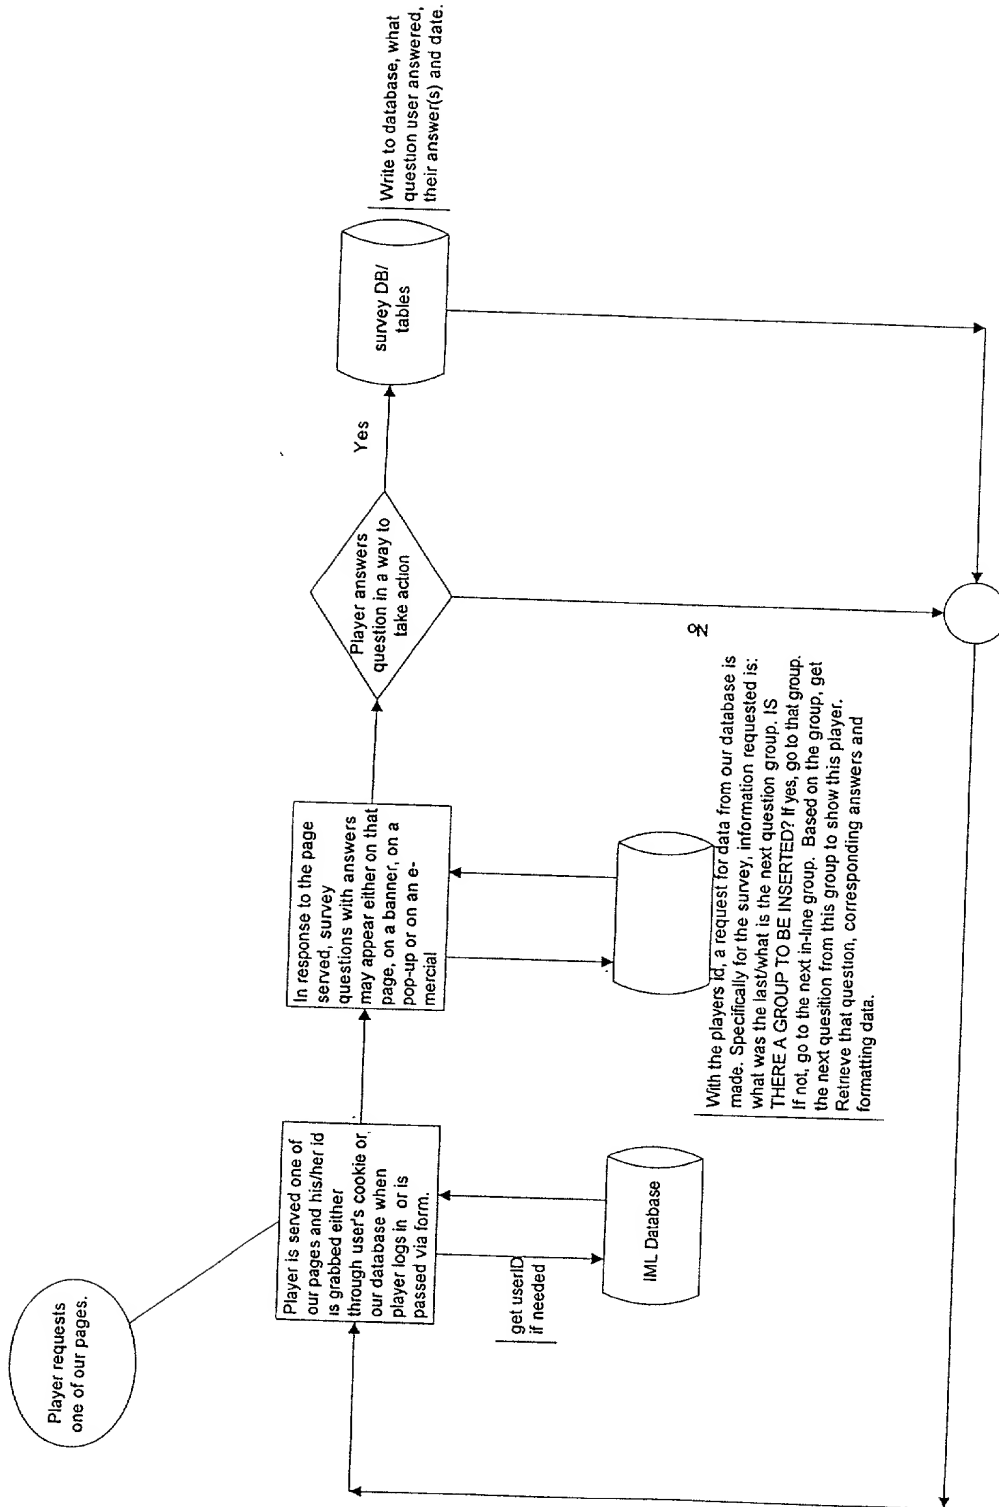 Player requests
one of our pages.
Player is served one of
our pages and his/her id
is grabbed either
through user's cookie or
our database when
player logs in or is
passed via form.
get userID
if needed
IML Database
In response to the page
served, survey
questions with answers
may appear either on that
page, on a banner, on a
pop-up or on an e-
mercial
With the players id, a request for data from our database is
made. Specifically for the survey, information requested is:
what was the last/what is the next question group. IS
THERE A GROUP TO BE INSERTED? If yes, go to that group.
If not, go to the next in-line group. Based on the group, get
the next quesition from this group to show this player.
Retrieve that question, corresponding answers and
formatting data.
Player answers
question in a way to
take action
Yes
No
survey DB/
tables
Write to database, what
question user answered,
their answer(s) and date.